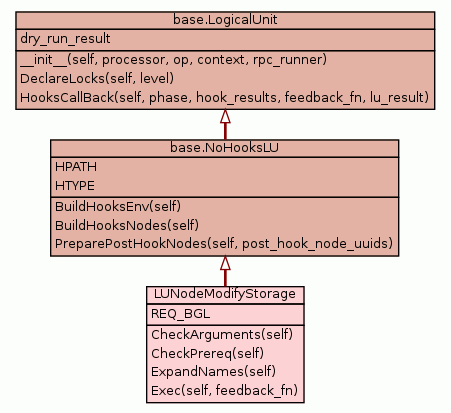 base.LogicalUnit
dry_run_result
__init__(self, processor, op, context, rpc_runner)
DeclareLocks(self, level)
HooksCallBack(self, phase, hook_results, feedback_fn, lu_result)
base.NoHooksLU
HPATH
HTYPE
BuildHooksEnv(self)
BuildHooksNodes(self)
PreparePostHookNodes(self, post_hook_node_uuids)
LUNodeModifyStorage
REQ_BGL
CheckArguments(self)
CheckPrereq(self)
ExpandNames(self)
Exec(self, feedback_fn)